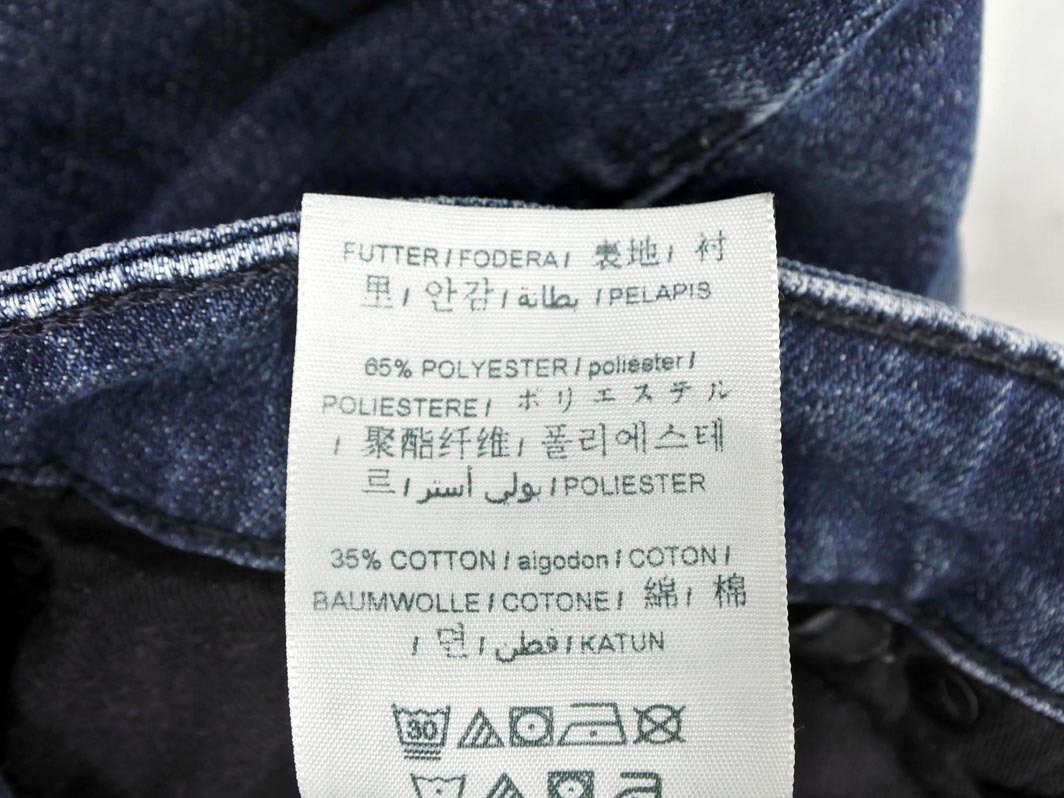 FUTTER / FODERA / 裏地 / 衬
里 / 안감 / بطانة / PELAPIS
65% POLYESTER / poliester /
POLIESTERE / ポリエステル
/ 聚酯纤维 / 폴리에스테
르 / بولي أستر / POLIESTER
35% COTTON / algodon / COTON /
BAUMWOLLE / COTONE / 綿 / 棉
/ 면 / قطن / KATUN
30